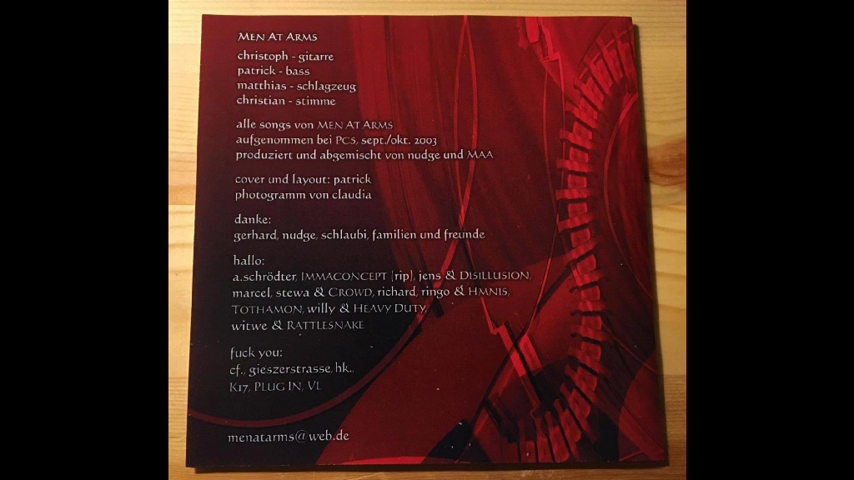 MEN AT ARMS
christoph - gitarre
patrick - bass
matthias - schlagzeug
christian - stimme
alle songs von MEN AT ARMS
aufgenommen bei PC5, sept./okt. 2003
produziert und abgemischt von nudge und MAA
cover und layout: patrick
photogramm von claudia
danke:
gerhard, nudge, schlaubi, familien und freunde
hallo:
a.schrödter, IMMACONCEPT (rip), jens & DISILLUSION,
marcel, stewa & CROWD, richard, ringo & HMNIS,
TOTHAMON, willy & HEAVY DUTY,
witwe & RATTLESNAKE
fuck you:
cf., gieszerstrasse, hk.,
K17, PLUG IN, VL
menatarms@web.de